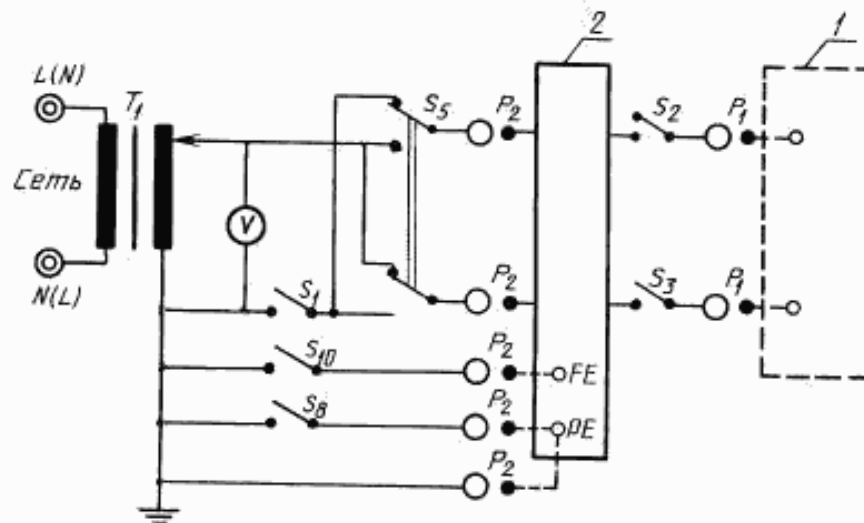 2
1
L(N)
T₁
S₅
P₂
S₂
P₁
Сеть
V
N(L)
S₁
P₂
S₃
P₁
S₁₀
P₂
FE
S₈
P₂
PE
P₂